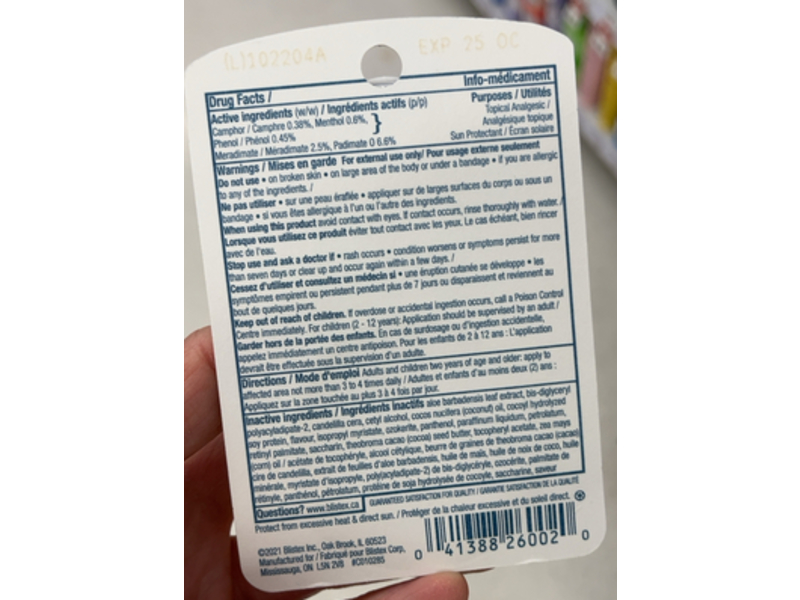 (L)102204A EXP 25 OC
Drug Facts / Info-médicament
Active ingredients (w/w) / Ingrédients actifs (p/p) Purposes / Utilités
Camphor / Camphre 0.38%, Menthol 0.6%, Topical Analgesic /
Phenol / Phénol 0.45% Analgésique topique
Meradimate / Méradimate 2.5%, Padimate O 6.6% Sun Protectant / Écran solaire
Warnings / Mises en garde For external use only/ Pour usage externe seulement
Do not use • on broken skin • on large area of the body or under a bandage • if you are allergic
to any of the ingredients. /
Ne pas utiliser • sur une peau éraflée • appliquer sur de larges surfaces du corps ou sous un
bandage • si vous êtes allergique à l'un ou l'autre des ingredients.
When using this product avoid contact with eyes. If contact occurs, rinse thoroughly with water. /
Lorsque vous utilisez ce produit éviter tout contact avec les yeux. Le cas échéant, bien rincer
avec de l'eau.
Stop use and ask a doctor if • rash occurs • condition worsens or symptoms persist for more
than seven days or clear up and occur again within a few days. /
Cessez d'utiliser et consultez un médecin si • une éruption cutanée se développe • les
symptômes empirent ou persistent pendant plus de 7 jours ou disparaissent et reviennent au
bout de quelques jours.
Keep out of reach of children. If overdose or accidental ingestion occurs, call a Poison Control
Centre immediately. For children (2 - 12 years): Application should be supervised by an adult /
Garder hors de la portée des enfants. En cas de surdosage ou d'ingestion accidentelle,
appelez immédiatement un centre antipoison. Pour les enfants de 2 à 12 ans : L'application
devrait être effectuée sous la supervision d'un adulte.
Directions / Mode d'emploi Adults and children two years of age and older: apply to
affected area not more than 3 to 4 times daily / Adultes et enfants d'au moins deux (2) ans :
Appliquez sur la zone touchée au plus 3 à 4 fois par jour.
Inactive ingredients / Ingrédients inactifs aloe barbadensis leaf extract, bis-diglyceryl
polyacyladipate-2, candelilla cera, cetyl alcohol, cocos nucifera (coconut) oil, cocoyl hydrolyzed
soy protein, flavour, isopropyl myristate, ozokerite, panthenol, paraffinum liquidum, petrolatum,
retinyl palmitate, saccharin, theobroma cacao (cocoa) seed butter, tocopheryl acetate, zea mays
(corn) oil / acétate de tocophéryle, alcool cétylique, beurre de graines de theobroma cacao (cacao)
cire de candelilla, extrait de feuilles d'aloe barbadensis, huile de maïs, huile de noix de coco, huile
minérale, myristate d'isopropyle, poly(acyladipate-2) de bis-diglycéryle, ozocérite, palmitate de
rétinyle, panthénol, pétrolatum, protéine de soja hydrolysée de cocoyle, saccharine, saveur
Questions? www.blistex.ca GUARANTEED SATISFACTION FOR QUALITY / GARANTIE SATISFACTION DE LA QUALITÉ
Protect from excessive heat & direct sun. / Protéger de la chaleur excessive et du soleil direct.
©2021 Blistex Inc., Oak Brook, IL 60523
Manufactured for / Fabriqué pour Blistex Corp,
Mississauga, ON. L5N 2V8 #C010285
0 41388 26002 0